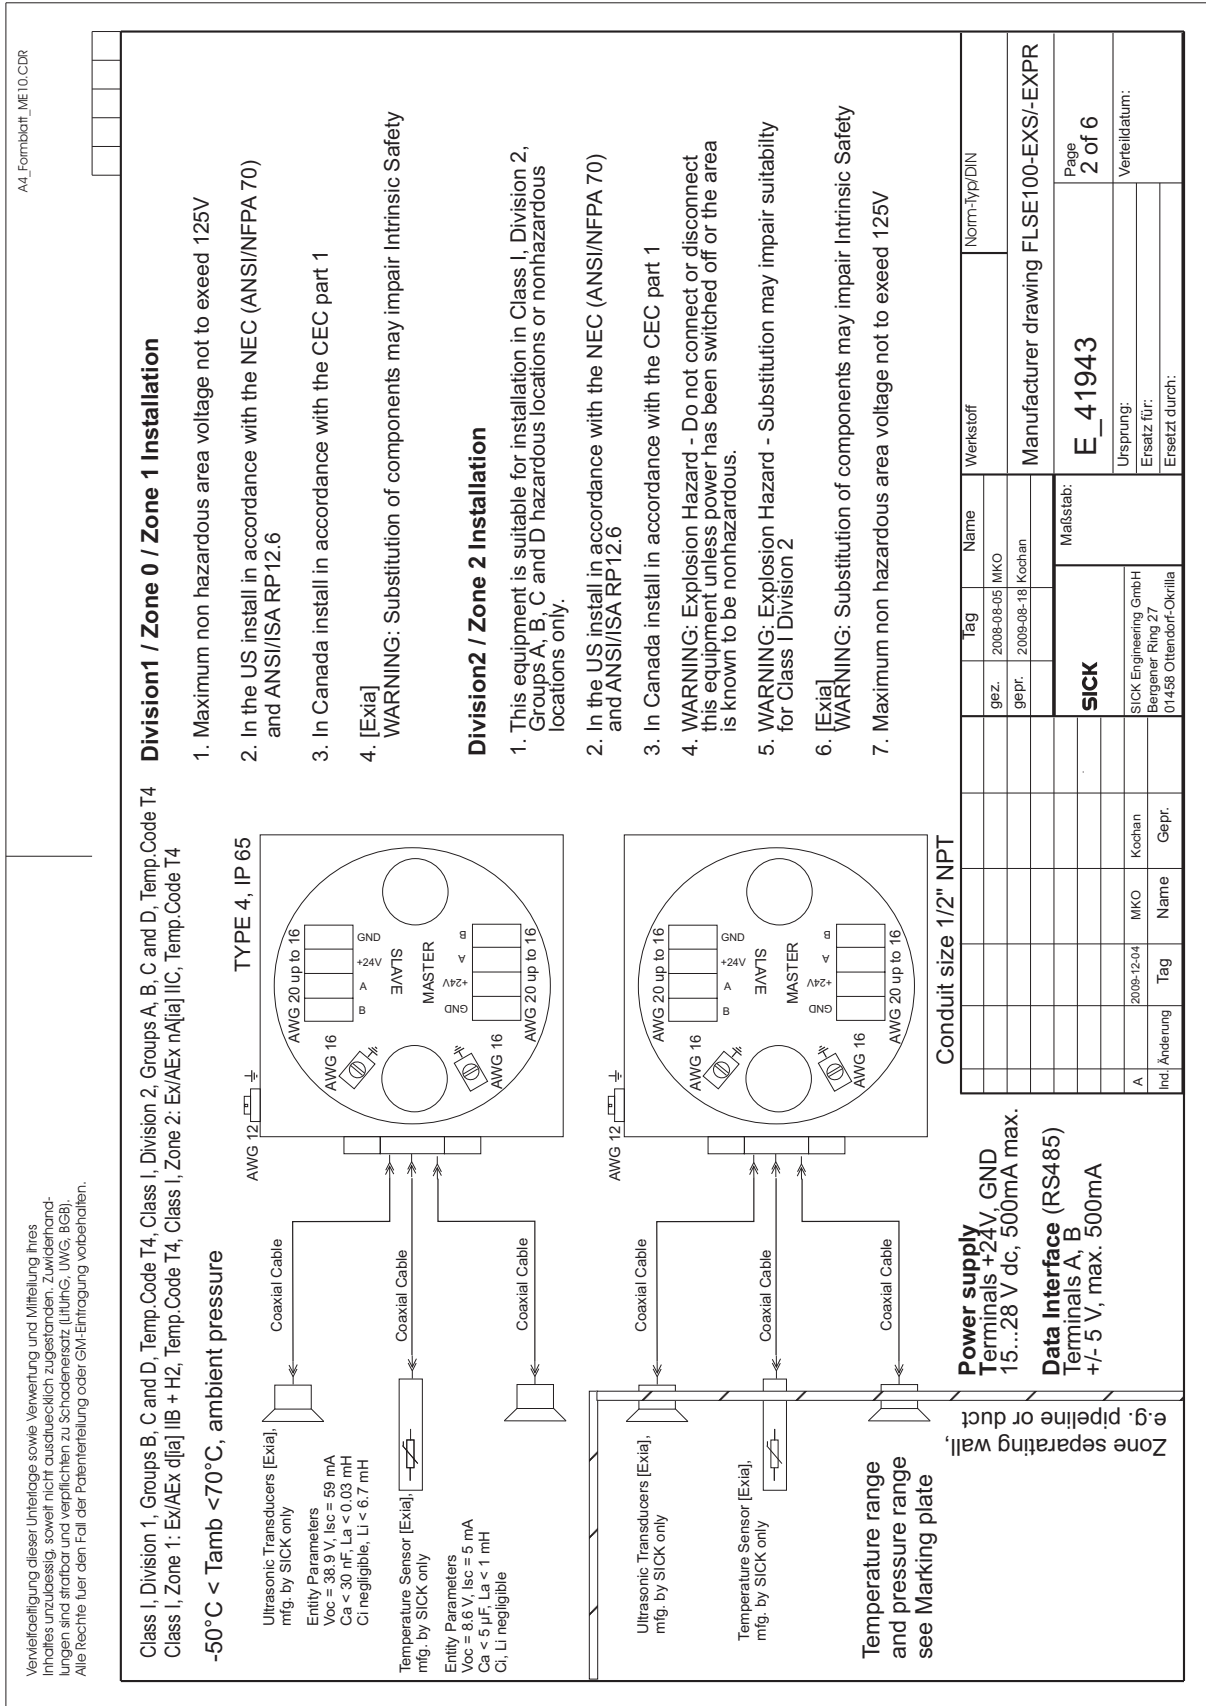 Vervielfaeltigung dieser Unterlage sowie Verwertung und Mitteilung ihres
Inhaltes unzulaessig, soweit nicht ausdruecklich zugestanden. Zuwiderhand-
lungen sind strafbar und verpflichten zu Schadenersatz (LitUrhG, UWG, BGB).
Alle Rechte fuer den Fall der Patenterteilung oder GM-Eintragung vorbehalten.
A4_Formblatt_ME10.CDR
Class I, Division 1, Groups B, C and D, Temp.Code T4, Class I, Division 2, Groups A, B, C and D, Temp.Code T4
Class I, Zone 1: Ex/AEx d[ia] IIB + H2, Temp.Code T4, Class I, Zone 2: Ex/AEx nA[ia] IIC, Temp.Code T4
-50°C < Tamb <70°C, ambient pressure
TYPE 4, IP 65
Ultrasonic Transducers [Exia],
mfg. by SICK only
Entity Parameters
Voc = 38.9 V, Isc = 59 mA
Ca < 30 nF, La < 0.03 mH
Ci negligible, Li < 6.7 mH
Temperature Sensor [Exia],
mfg. by SICK only
Entity Parameters
Voc = 8.6 V, Isc = 5 mA
Ca < 5 µF, La < 1 mH
Ci, Li negligible
Coaxial Cable
Coaxial Cable
Coaxial Cable
AWG 12
AWG 16
AWG 20 up to 16
B
A
+24V
GND
SLAVE
MASTER
GND
+24V
A
B
AWG 16
AWG 20 up to 16
Ultrasonic Transducers [Exia],
mfg. by SICK only
Temperature Sensor [Exia],
mfg. by SICK only
Coaxial Cable
Coaxial Cable
Coaxial Cable
AWG 12
AWG 16
AWG 20 up to 16
B
A
+24V
GND
SLAVE
MASTER
GND
+24V
A
B
AWG 16
AWG 20 up to 16
Conduit size 1/2" NPT
Temperature range
and pressure range
see Marking plate
Zone separating wall,
e.g. pipeline or duct
Power supply
Terminals +24V, GND
15...28 V dc, 500mA max.
Data Interface (RS485)
Terminals A, B
+/- 5 V, max. 500mA
Division1 / Zone 0 / Zone 1 Installation
1. Maximum non hazardous area voltage not to exeed 125V
2. In the US install in accordance with the NEC (ANSI/NFPA 70)
and ANSI/ISA RP12.6
3. In Canada install in accordance with the CEC part 1
4. [Exia]
WARNING: Substitution of components may impair Intrinsic Safety
Division2 / Zone 2 Installation
1. This equipment is suitable for installation in Class I, Division 2,
Groups A, B, C and D hazardous locations or nonhazardous
locations only.
2. In the US install in accordance with the NEC (ANSI/NFPA 70)
and ANSI/ISA RP12.6
3. In Canada install in accordance with the CEC part 1
4. WARNING: Explosion Hazard - Do not connect or disconnect
this equipment unless power has been switched off or the area
is known to be nonhazardous.
5. WARNING: Explosion Hazard - Substitution may impair suitabilty
for Class I Division 2
6. [Exia]
WARNING: Substitution of components may impair Intrinsic Safety
7. Maximum non hazardous area voltage not to exeed 125V
A 2009-12-04 MKO Kochan
Ind. Änderung Tag Name Gepr.
Tag Name
gez. 2008-08-05 MKO
gepr. 2009-08-18 Kochan
Werkstoff
Norm-Typ/DIN
Manufacturer drawing FLSE100-EXS/-EXPR
SICK
Maßstab:
E_41943
Page
2 of 6
SICK Engineering GmbH
Bergener Ring 27
01458 Ottendorf-Okrilla
Ursprung:
Ersatz für:
Ersetzt durch:
Verteildatum: